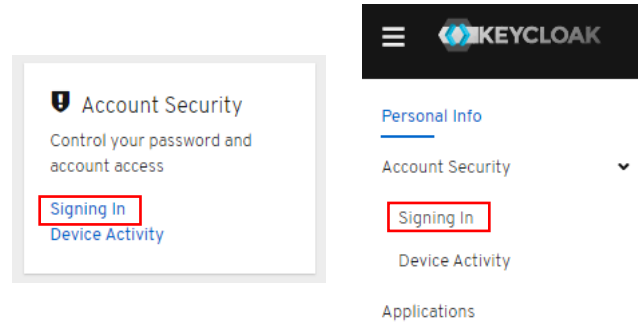 Account Security
Control your password and
account access
Signing In
Device Activity
KEYCLOAK
Personal Info
Account Security
Signing In
Device Activity
Applications